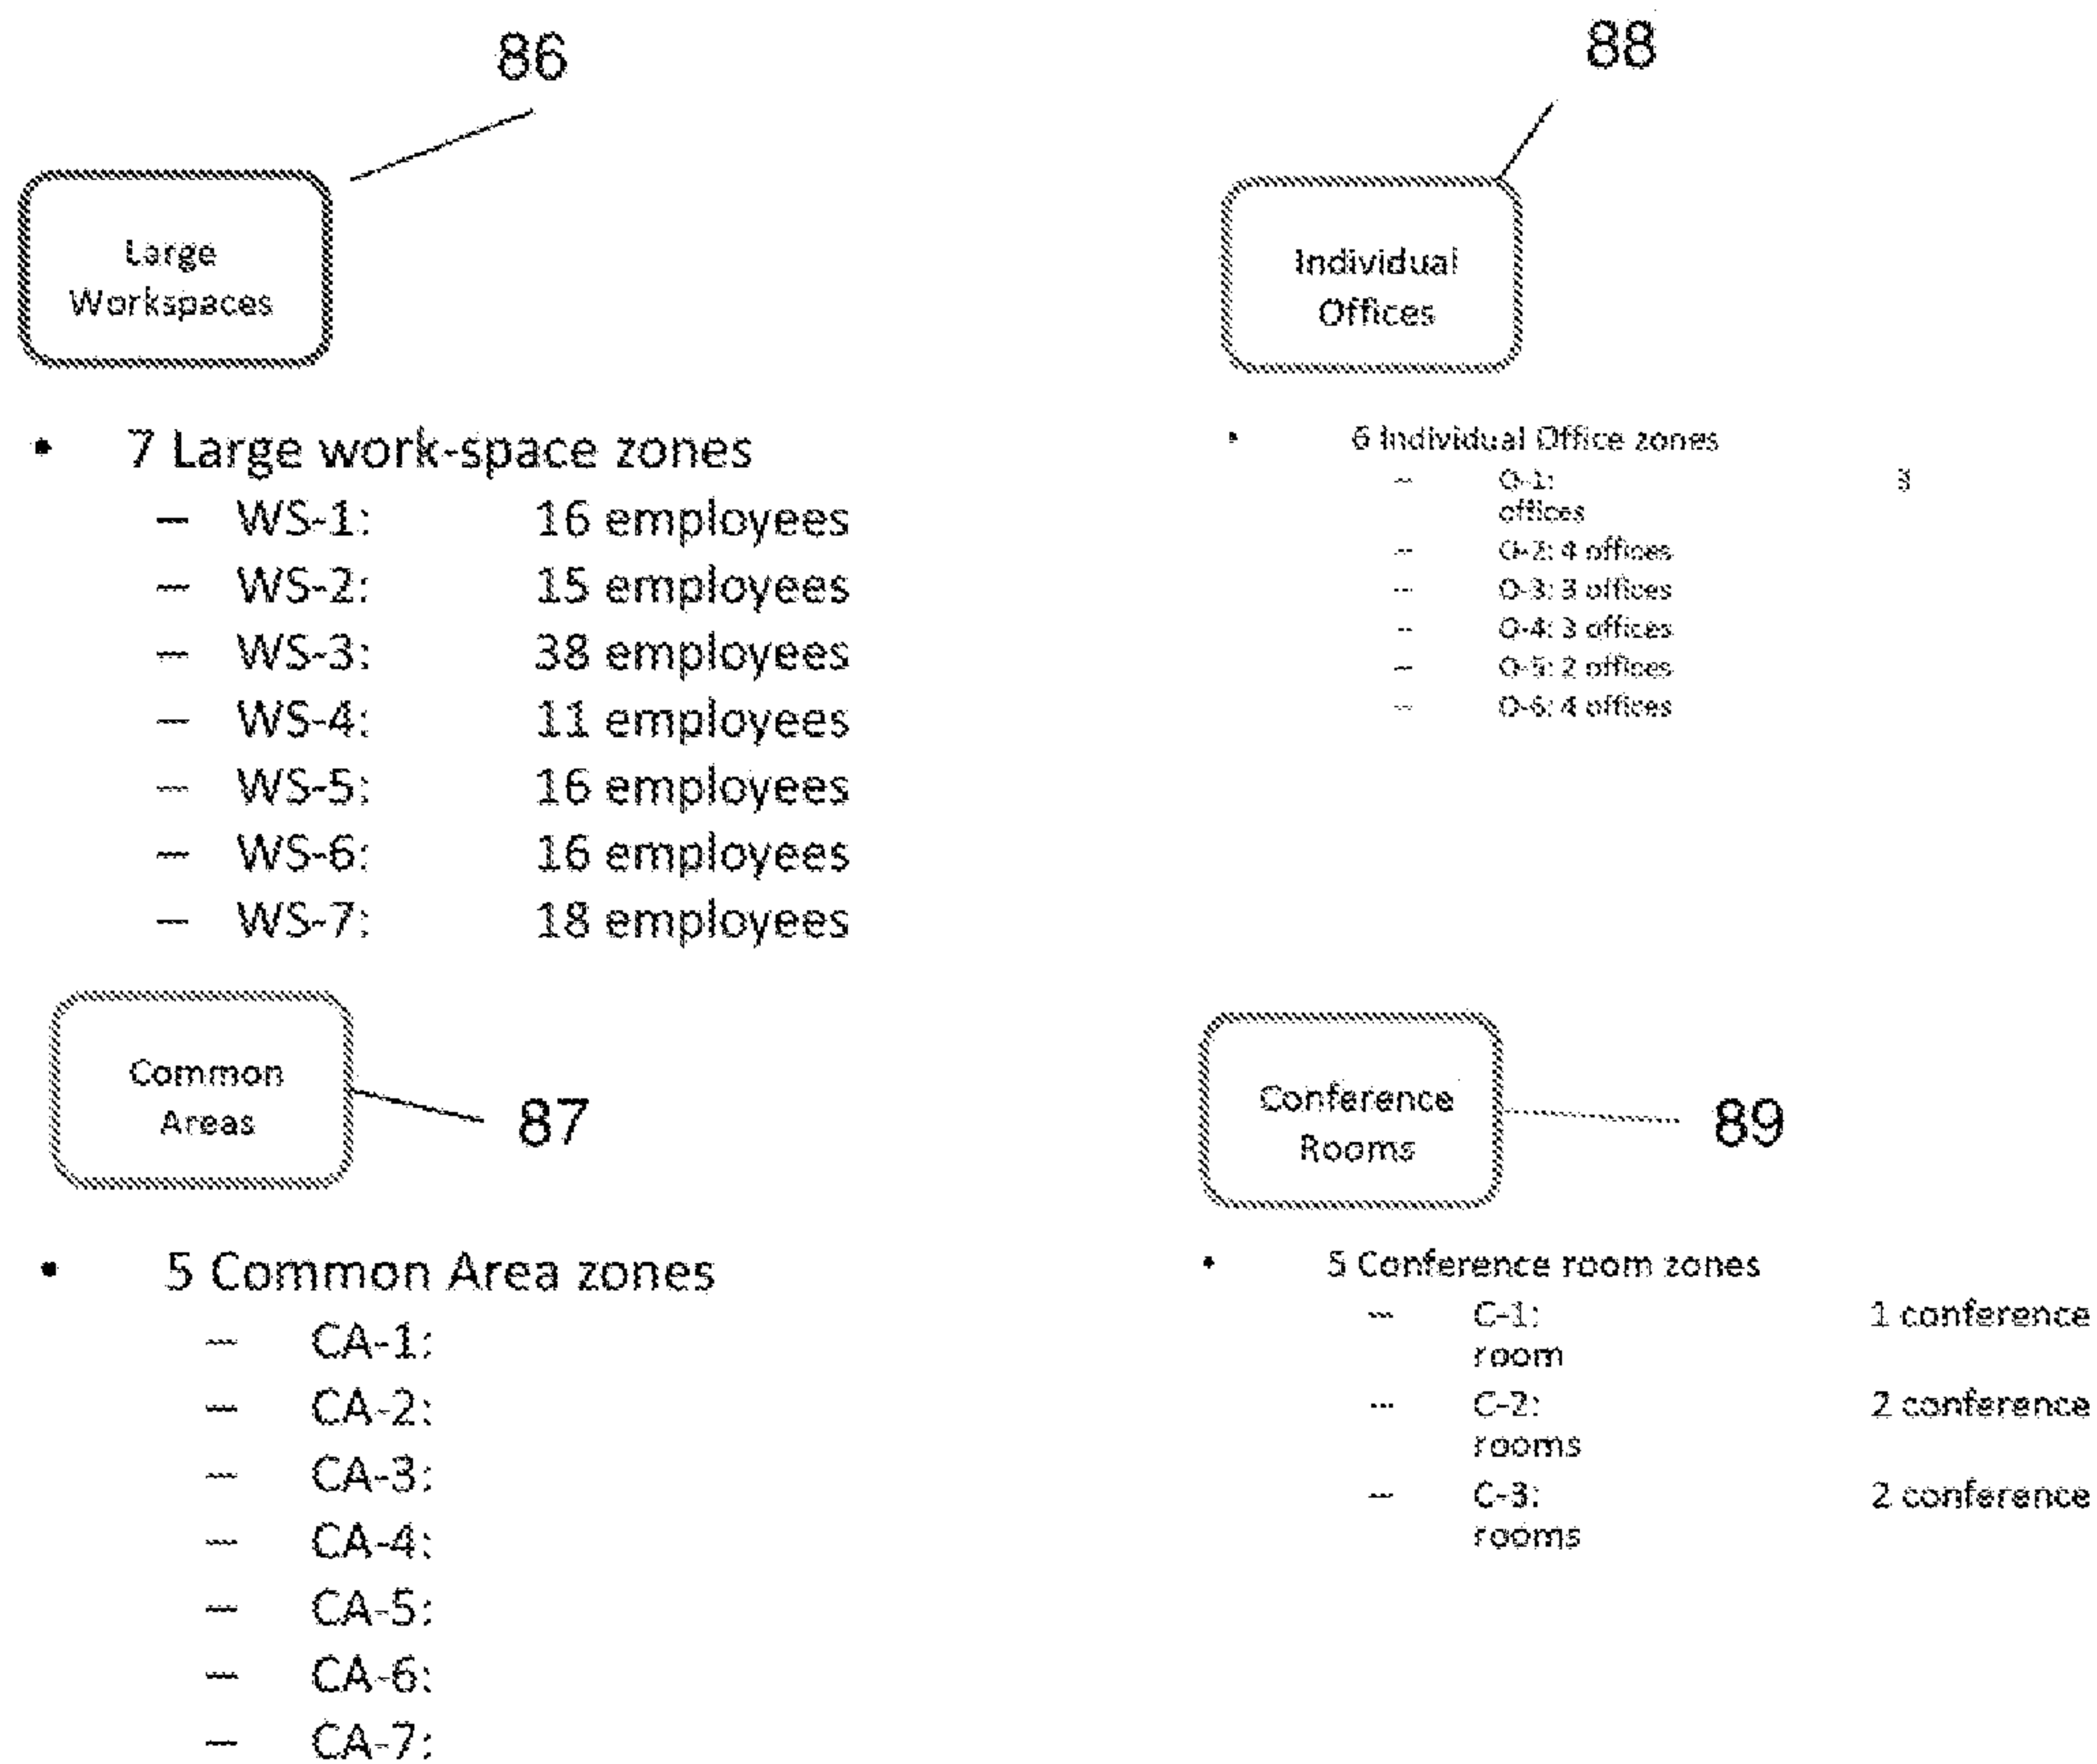 86
Large
Workspaces
• 7 Large work-space zones
– WS-1: 16 employees
– WS-2: 15 employees
– WS-3: 38 employees
– WS-4: 11 employees
– WS-5: 16 employees
– WS-6: 16 employees
– WS-7: 18 employees
88
Individual
Offices
• 6 Individual Office zones
– O-1:
offices
– O-2: 4 offices
– O-3: 3 offices
– O-4: 3 offices
– O-5: 2 offices
– O-6: 4 offices
Common
Areas
87
• 5 Common Area zones
– CA-1:
– CA-2:
– CA-3:
– CA-4:
– CA-5:
– CA-6:
– CA-7:
Conference
Rooms
89
• 5 Conference room zones
– C-1: 1 conference
room
– C-2: 2 conference
rooms
– C-3: 2 conference
rooms